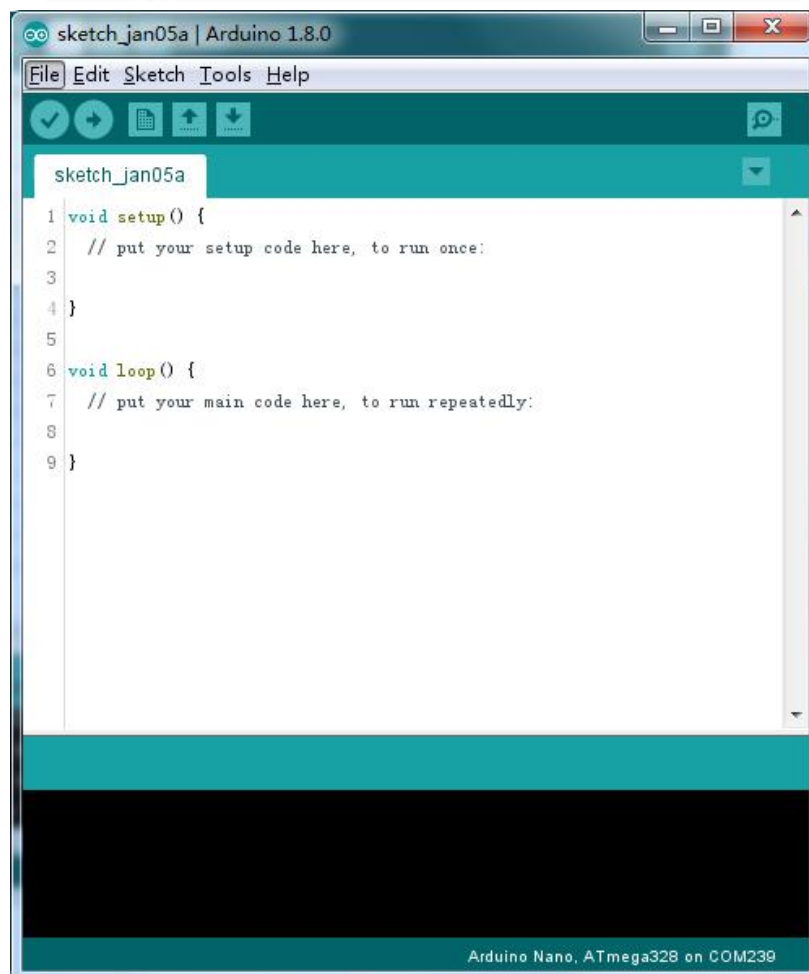 sketch_jan05a | Arduino 1.8.0
File Edit Sketch Tools Help
sketch_jan05a
1 void setup() {
2 // put your setup code here, to run once:
3
4 }
5
6 void loop() {
7 // put your main code here, to run repeatedly:
8
9 }
Arduino Nano, ATmega328 on COM239